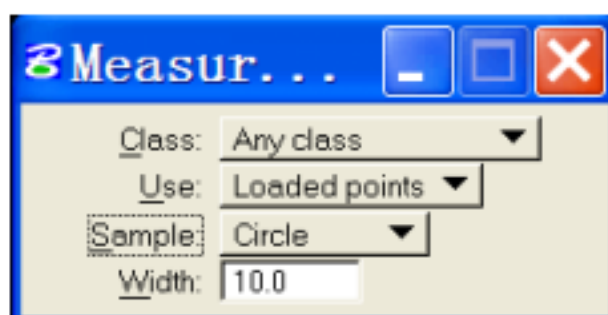 Measur...
Class: Any class
Use: Loaded points
Sample: Circle
Width: 10.0